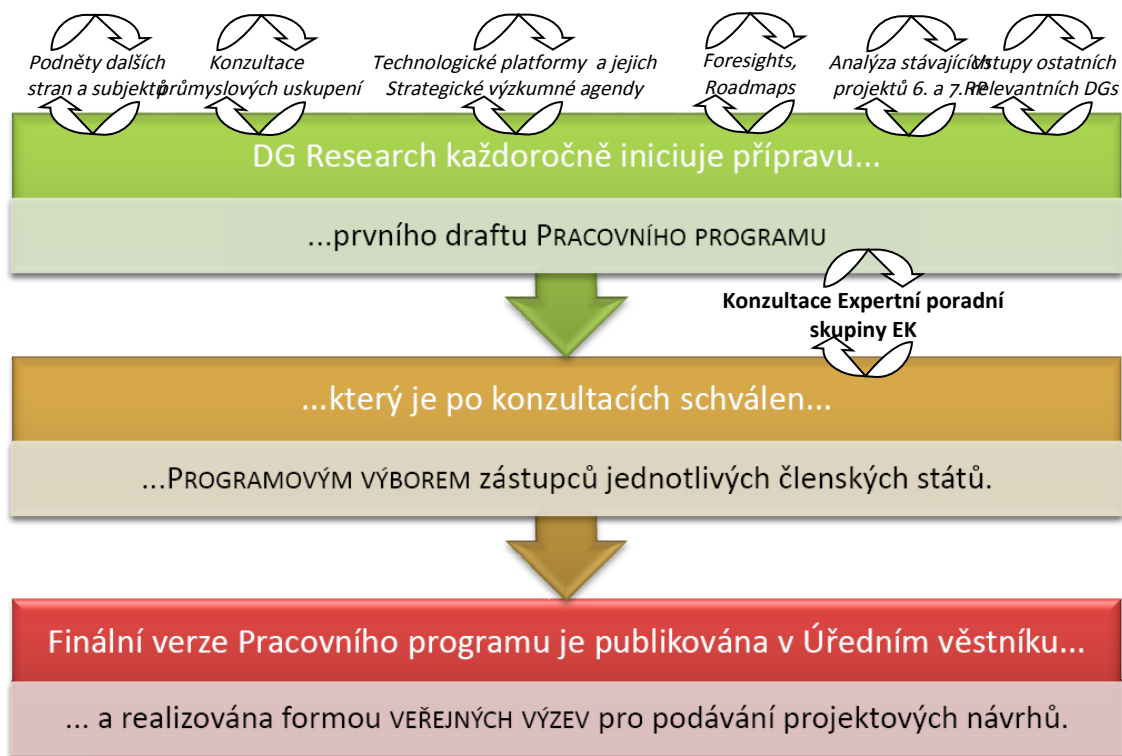 Podněty dalších
stran a subjektů
Konzultace
průmyslových uskupení
Technologické platformy a jejich
Strategické výzkumné agendy
Foresights,
Roadmaps
Analýza stávajících
projektů 6. a 7.RP
Vstupy ostatních
relevantních DGs
DG Research každoročně iniciuje přípravu...
...prvního draftu PRACOVNÍHO PROGRAMU
Konzultace Expertní poradní
skupiny EK
...který je po konzultacích schválen...
...PROGRAMOVÝM VÝBOREM zástupců jednotlivých členských států.
Finální verze Pracovního programu je publikována v Úředním věstníku...
... a realizována formou VEŘEJNÝCH VÝZEV pro podávání projektových návrhů.